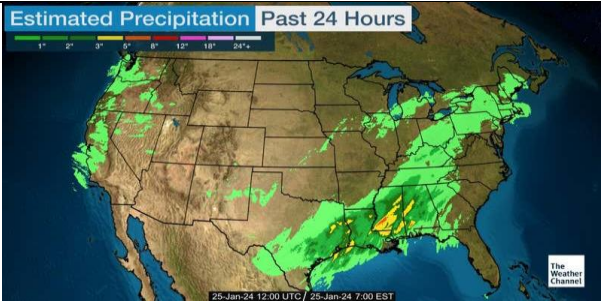 Estimated Precipitation Past 24 Hours
1" 2" 3" 5" 8" 12" 18" 24"+
The
Weather
Channel
25-Jan-24 12:00 UTC / 25-Jan-24 7:00 EST